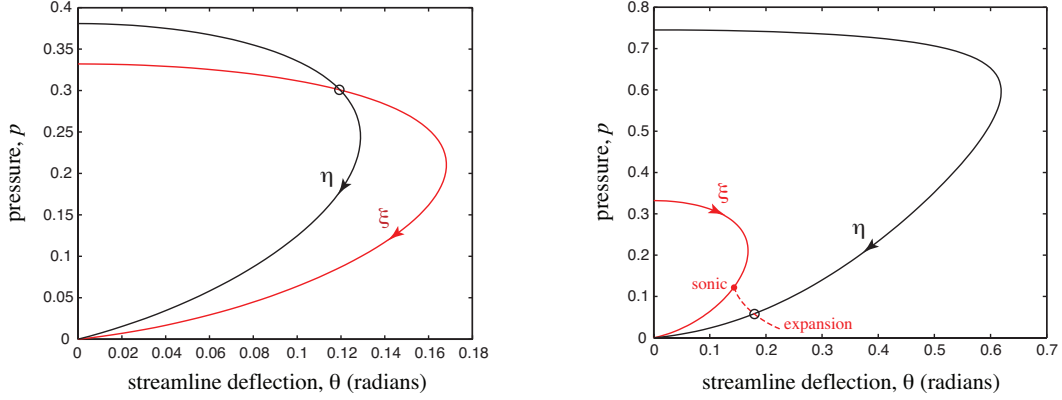 0.4
0.35
0.3
0.25
0.2
0.15
0.1
0.05
0
pressure, p
η
ξ
0 0.02 0.04 0.06 0.08 0.1 0.12 0.14 0.16 0.18
streamline deflection, θ (radians)
0.8
0.7
0.6
0.5
0.4
0.3
0.2
0.1
0
pressure, p
ξ
η
sonic
expansion
0 0.1 0.2 0.3 0.4 0.5 0.6 0.7
streamline deflection, θ (radians)